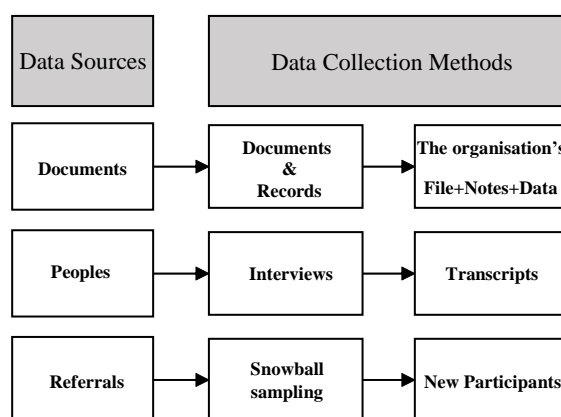 Data Sources
Data Collection Methods
Documents
Documents
&
Records
The organisation's
File+Notes+Data
Peoples
Interviews
Transcripts
Referrals
Snowball
sampling
New Participants